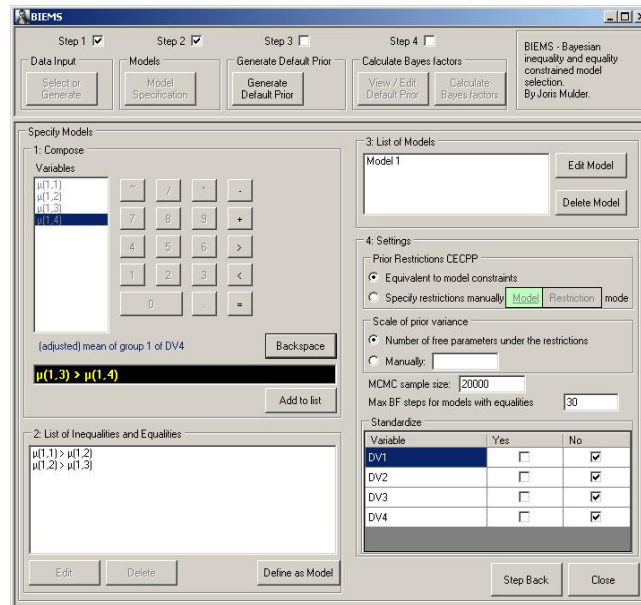 BIEMS
Step 1
Step 2
Step 3
Step 4
Data Input
Models
Generate Default Prior
Calculate Bayes factors
Select or Generate
Model Specification
Generate Default Prior
View / Edit Default Prior
Calculate Bayes factors
BIEMS - Bayesian
inequality and equality
constrained model
selection.
By Joris Mulder.
Specify Models
1: Compose
Variables
μ(1,1)
μ(1,2)
μ(1,3)
μ(1,4)
~ / * -
7 8 9 +
4 5 6 >
1 2 3 <
0 . =
(adjusted) mean of group 1 of DV4
Backspace
μ(1,3) > μ(1,4)
Add to list
2: List of Inequalities and Equalities
μ(1,1) > μ(1,2)
μ(1,2) > μ(1,3)
Edit
Delete
Define as Model
3: List of Models
Model 1
Edit Model
Delete Model
4: Settings
Prior Restrictions CECPP
Equivalent to model constraints
Specify restrictions manually Model Restriction mode
Scale of prior variance
Number of free parameters under the restrictions
Manually:
MCMC sample size: 20000
Max BF steps for models with equalities 30
Standardize
Variable Yes No
DV1
DV2
DV3
DV4
Step Back
Close